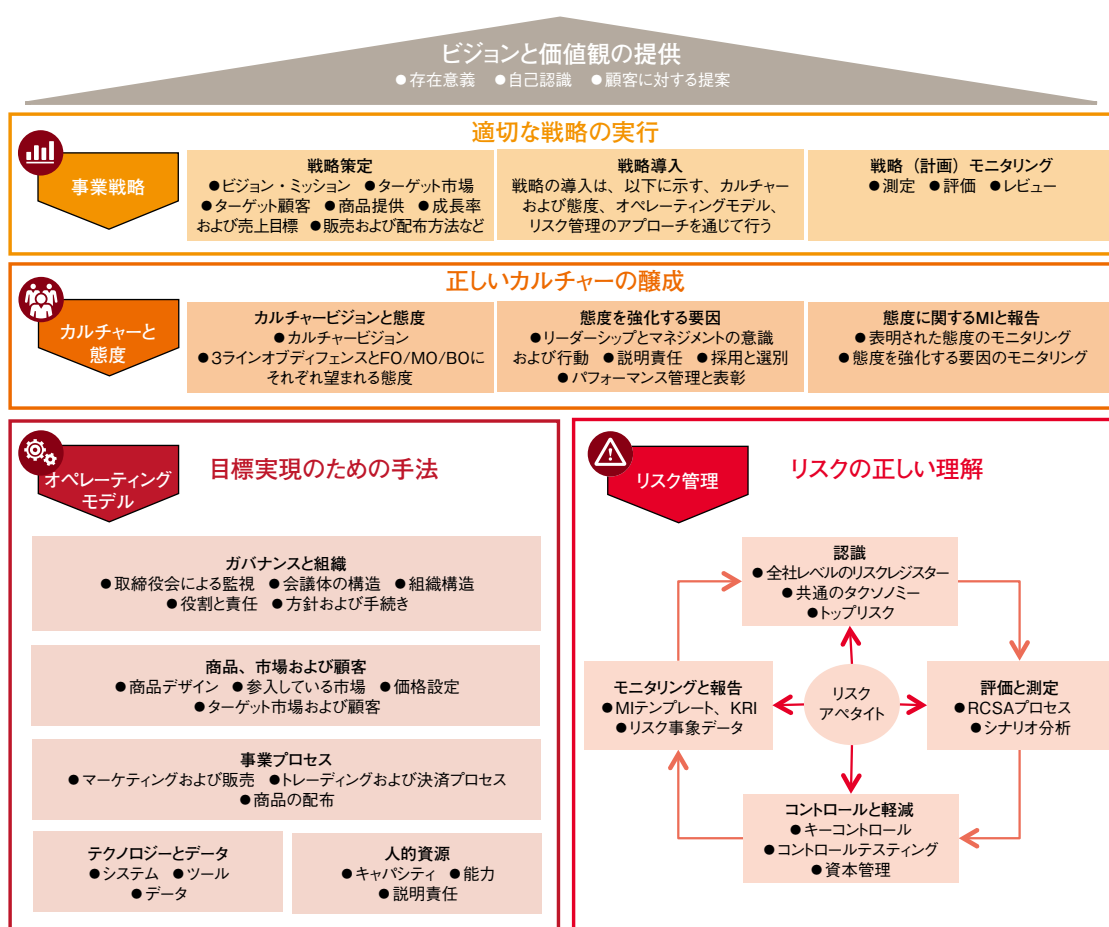 ビジョンと価値観の提供
●存在意義 ●自己認識 ●顧客に対する提案
適切な戦略の実行
事業戦略
戦略策定
●ビジョン・ミッション ●ターゲット市場
●ターゲット顧客 ●商品提供 ●成長率
および売上目標 ●販売および配布方法など
戦略導入
戦略の導入は、以下に示す、カルチャー
および態度、オペレーティングモデル、
リスク管理のアプローチを通じて行う
戦略（計画）モニタリング
●測定 ●評価 ●レビュー
正しいカルチャーの醸成
カルチャーと
態度
カルチャービジョンと態度
●カルチャービジョン
●3ラインオブディフェンスとFO/MO/BOに
それぞれ望まれる態度
態度を強化する要因
●リーダーシップとマネジメントの意識
および行動 ●説明責任 ●採用と選別
●パフォーマンス管理と表彰
態度に関するMIと報告
●表明された態度のモニタリング
●態度を強化する要因のモニタリング
オペレーティング
モデル
目標実現のための手法
ガバナンスと組織
●取締役会による監視 ●会議体の構造 ●組織構造
●役割と責任 ●方針および手続き
商品、市場および顧客
●商品デザイン ●参入している市場 ●価格設定
●ターゲット市場および顧客
事業プロセス
●マーケティングおよび販売 ●トレーディングおよび決済プロセス
●商品の配布
テクノロジーとデータ
●システム ●ツール
●データ
人的資源
●キャパシティ ●能力
●説明責任
リスク管理
リスクの正しい理解
認識
●全社レベルのリスクレジスター
●共通のタクソノミー
●トップリスク
モニタリングと報告
●MIテンプレート、KRI
●リスク事象データ
リスク
アペタイト
評価と測定
●RCSAプロセス
●シナリオ分析
コントロールと軽減
●キーコントロール
●コントロールテスティング
●資本管理